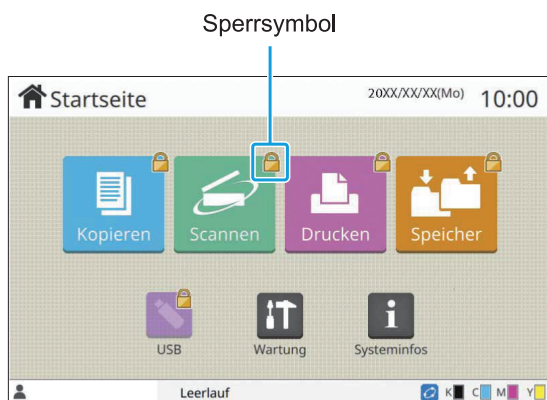 Sperrsymbol
Startseite 20XX/XX/XX(Mo) 10:00
Kopieren Scannen Drucken Speicher
USB Wartung Systeminfos
Leerlauf K C M Y